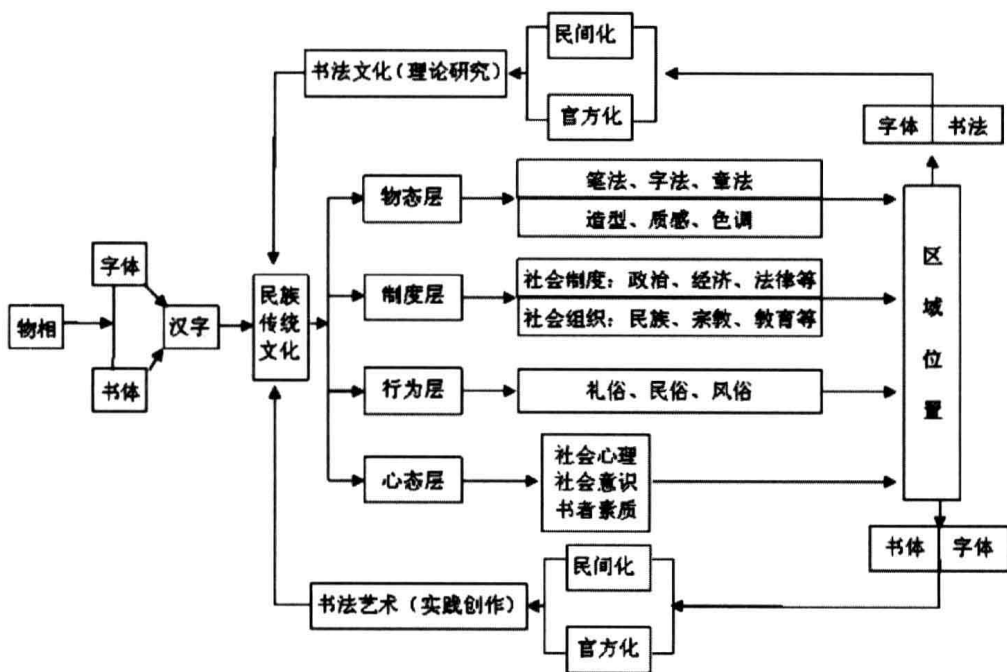 民间化
书法文化（理论研究）
官方化
字体 书法
物态层
笔法、字法、章法
造型、质感、色调
字体
物相
汉字
书体
民族
传统
文化
制度层
社会制度：政治、经济、法律等
社会组织：民族、宗教、教育等
行为层
礼俗、民俗、风俗
心态层
社会心理
社会意识
书者素质
区域位置
书体 字体
民间化
书法艺术（实践创作）
官方化